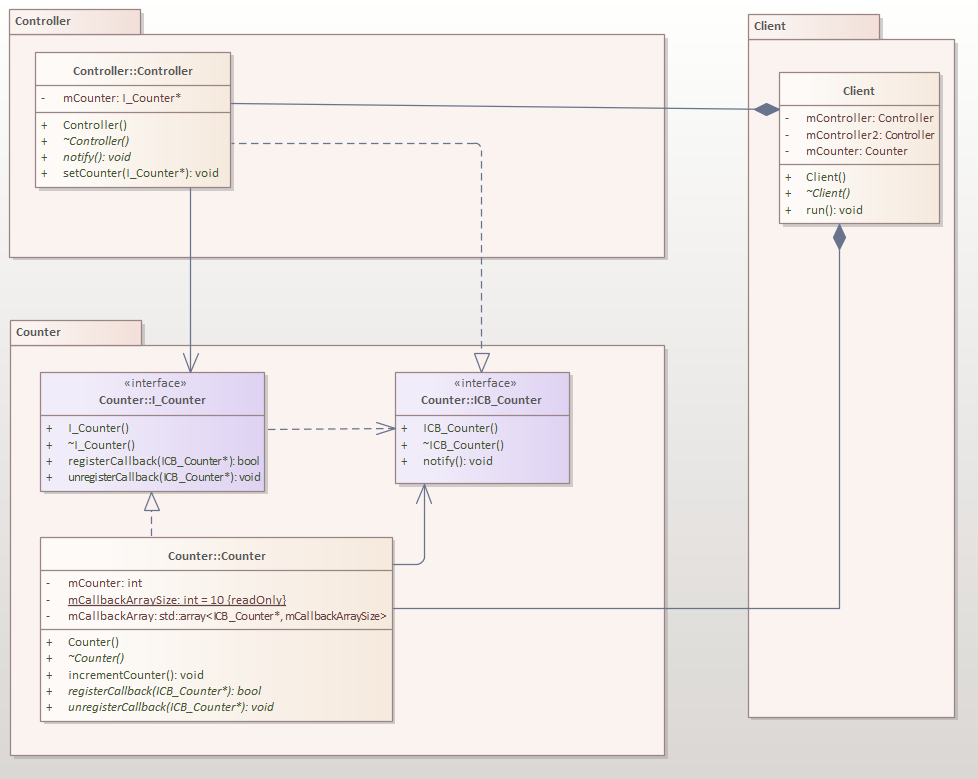 Controller
Controller::Controller
- mCounter: I_Counter*
+ Controller()
+ ~Controller()
+ notify(): void
+ setCounter(I_Counter*): void
Client
Client
- mController: Controller
- mController2: Controller
- mCounter: Counter
+ Client()
+ ~Client()
+ run(): void
Counter
«interface»
Counter::I_Counter
+ I_Counter()
+ ~I_Counter()
+ registerCallback(ICB_Counter*): bool
+ unregisterCallback(ICB_Counter*): void
«interface»
Counter::ICB_Counter
+ ICB_Counter()
+ ~ICB_Counter()
+ notify(): void
Counter::Counter
- mCounter: int
- mCallbackArraySize: int = 10 {readOnly}
- mCallbackArray: std::array<ICB_Counter*, mCallbackArraySize>
+ Counter()
+ ~Counter()
+ incrementCounter(): void
+ registerCallback(ICB_Counter*): bool
+ unregisterCallback(ICB_Counter*): void